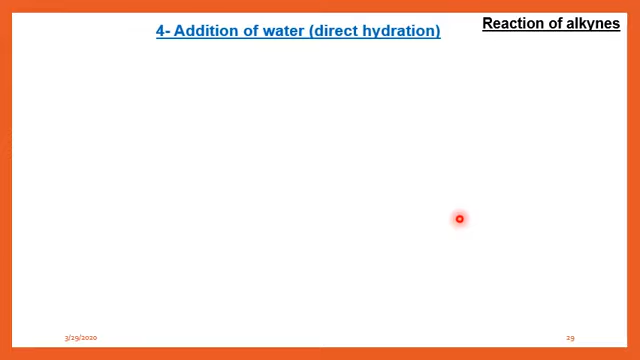 Reaction of alkynes
4- Addition of water (direct hydration)
3/29/2020
29